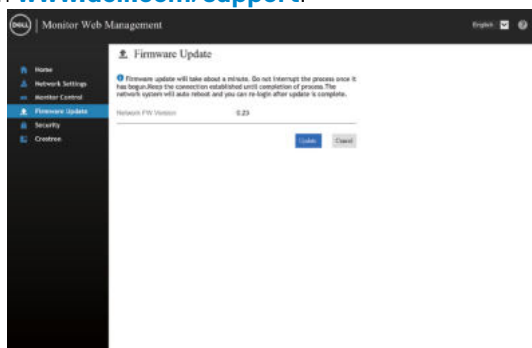 www.dell.com/support.
DELL | Monitor Web Management
English
Firmware Update
Home
Network Settings
Monitor Control
Firmware Update
Security
Crestron
Firmware update will take about a minute. Do not interrupt the process once it
has begun.Keep the connection established until completion of process.The
network system will auto reboot and you can re-login after update is complete.
Network FW Version 0.23
Update Cancel